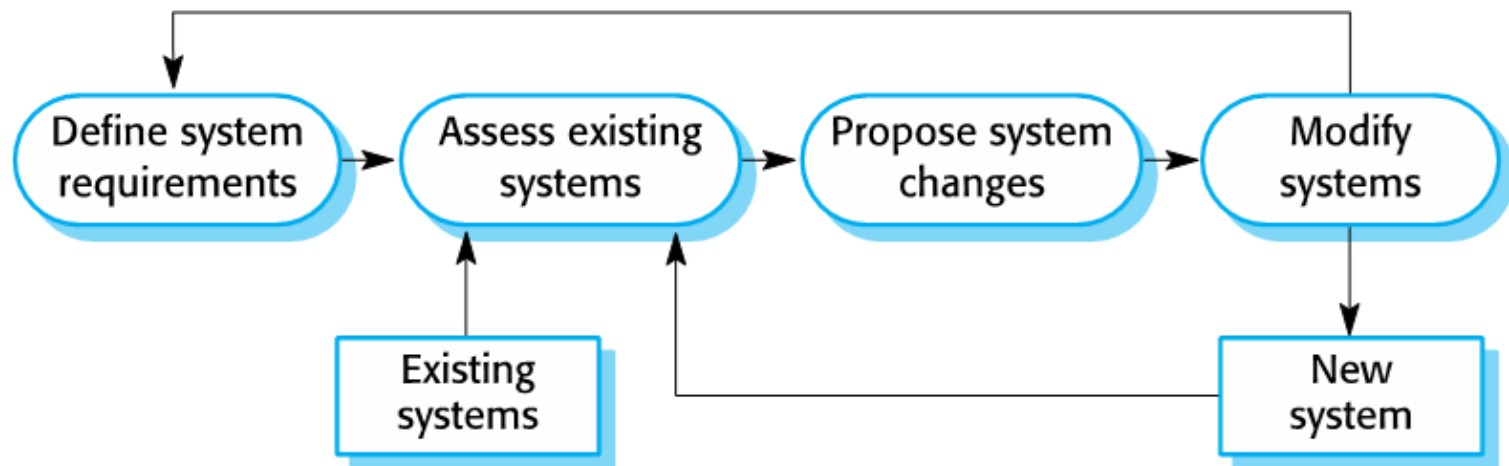 Define system
requirements
Assess existing
systems
Propose system
changes
Modify
systems
Existing
systems
New
system